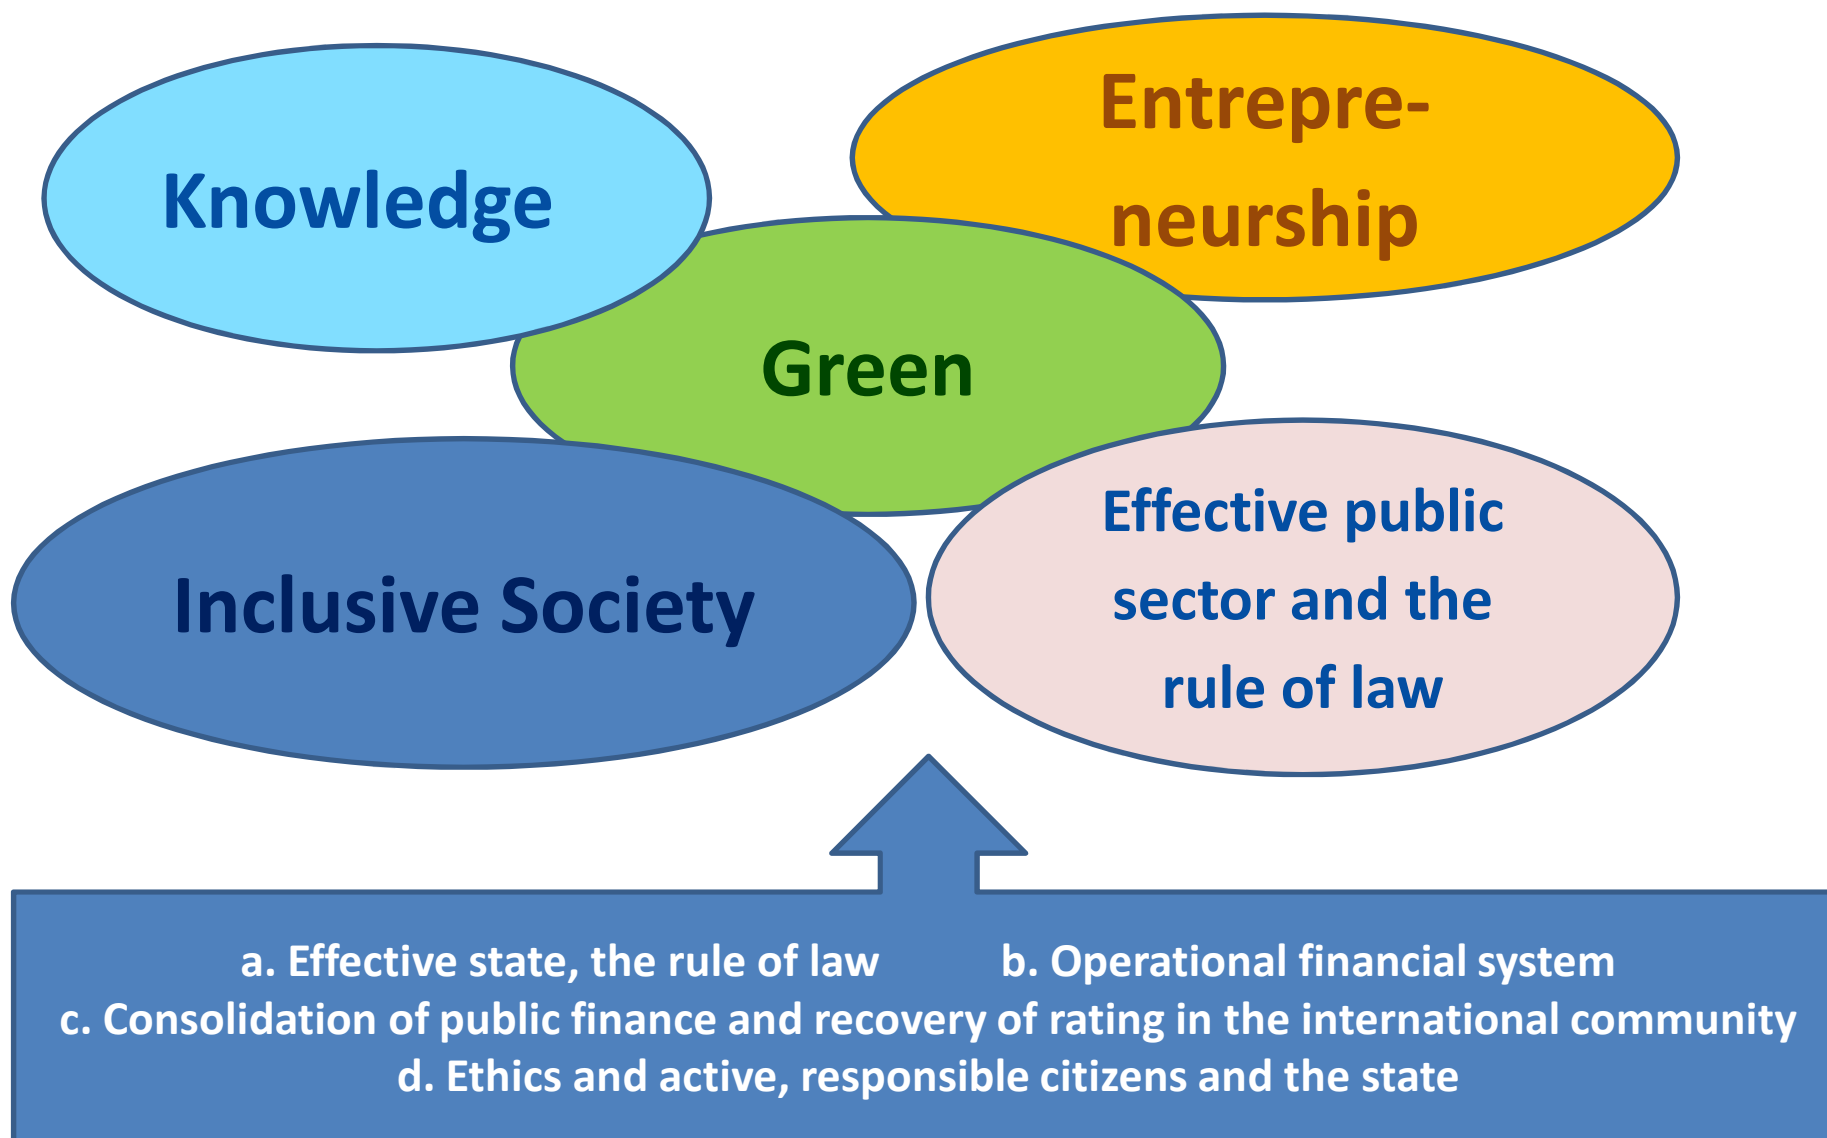 Knowledge
Entrepre-
neurship
Green
Inclusive Society
Effective public
sector and the
rule of law
a. Effective state, the rule of law b. Operational financial system
c. Consolidation of public finance and recovery of rating in the international community
d. Ethics and active, responsible citizens and the state